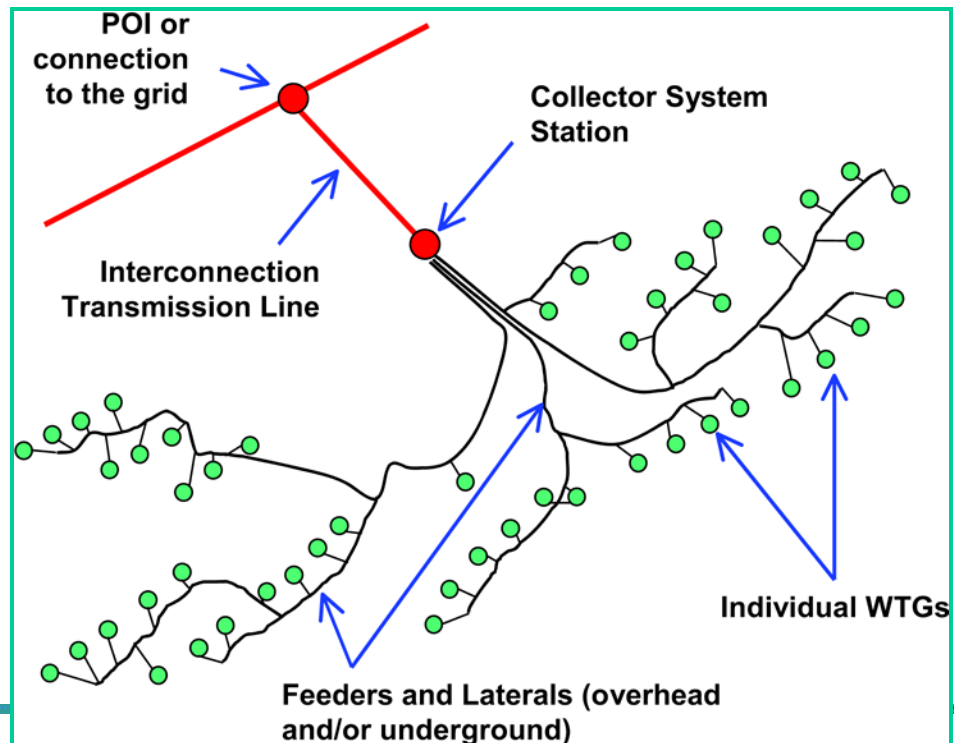 POI or
connection
to the grid
Collector System
Station
Interconnection
Transmission Line
Individual WTGs
Feeders and Laterals (overhead
and/or underground)